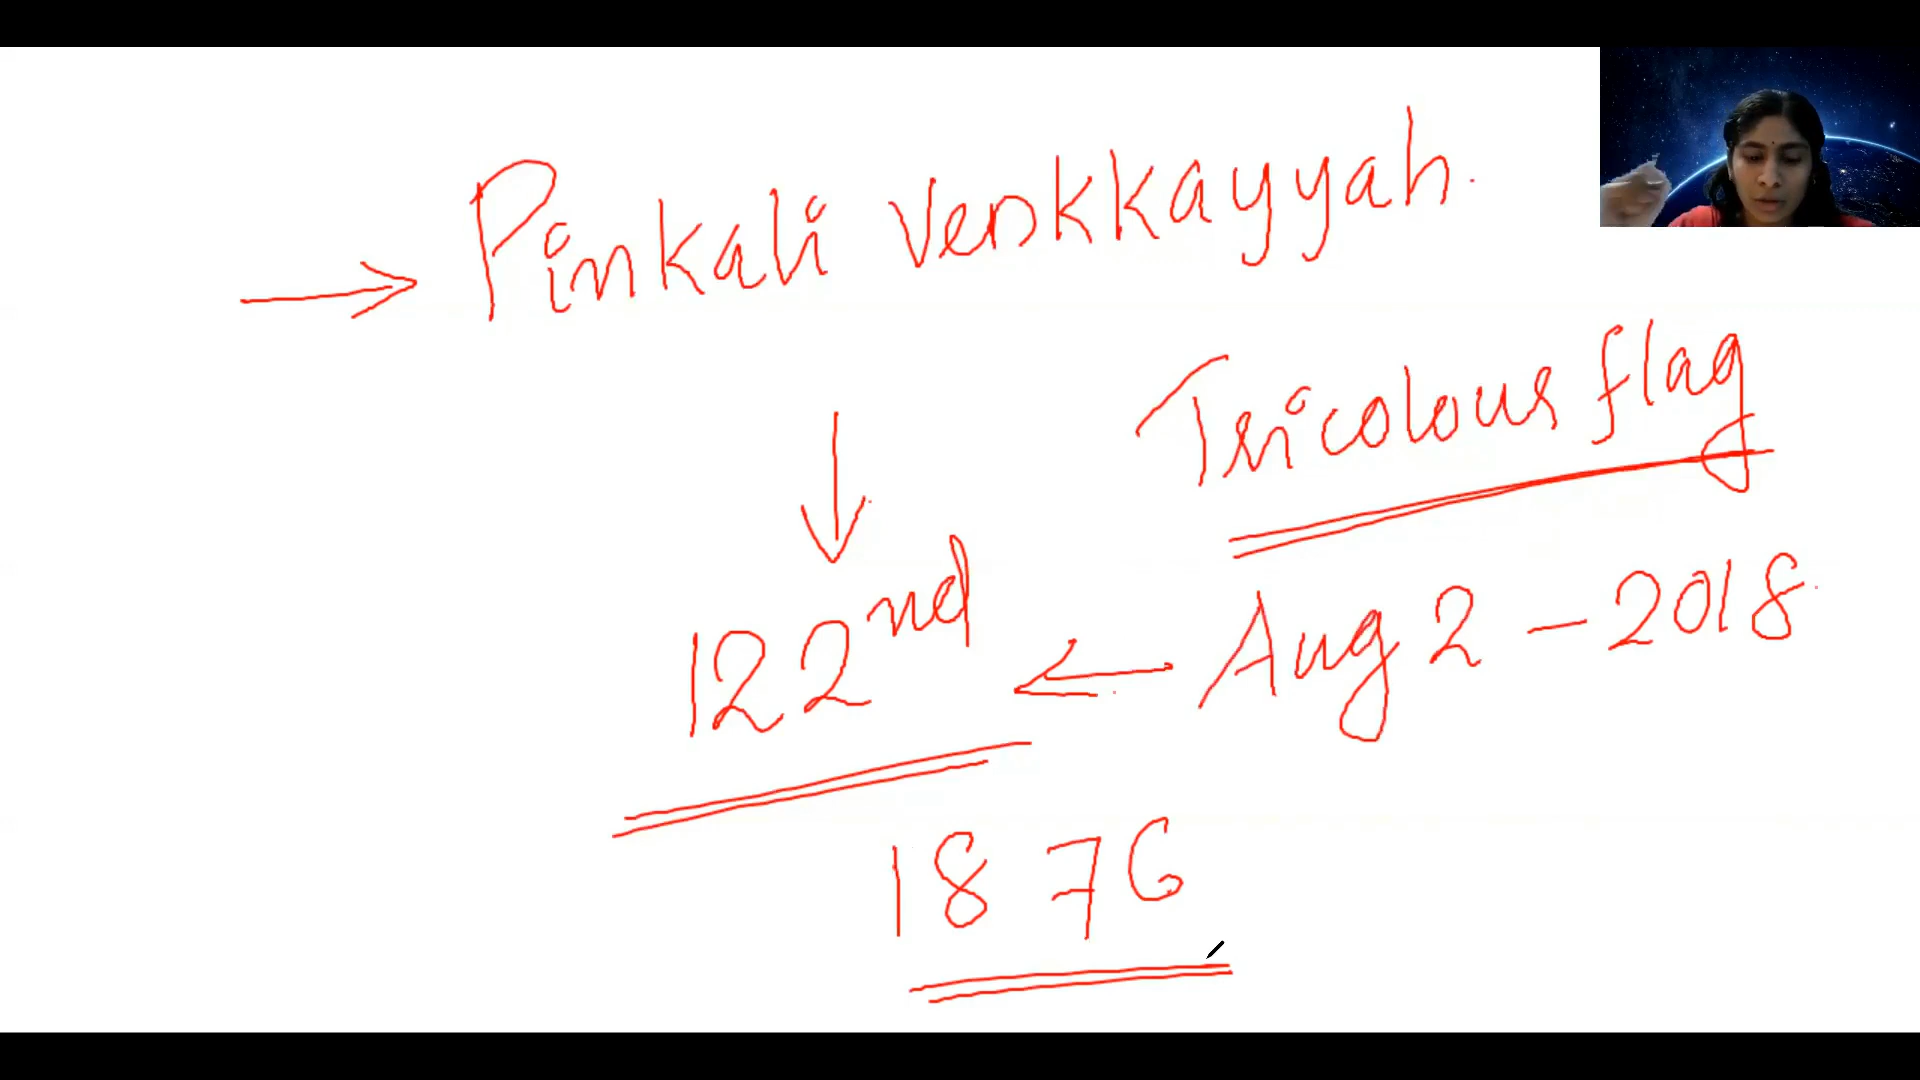 → Pinkali Venkkayyah.
Tricolour flag
122nd ← Aug 2 - 2018
1876